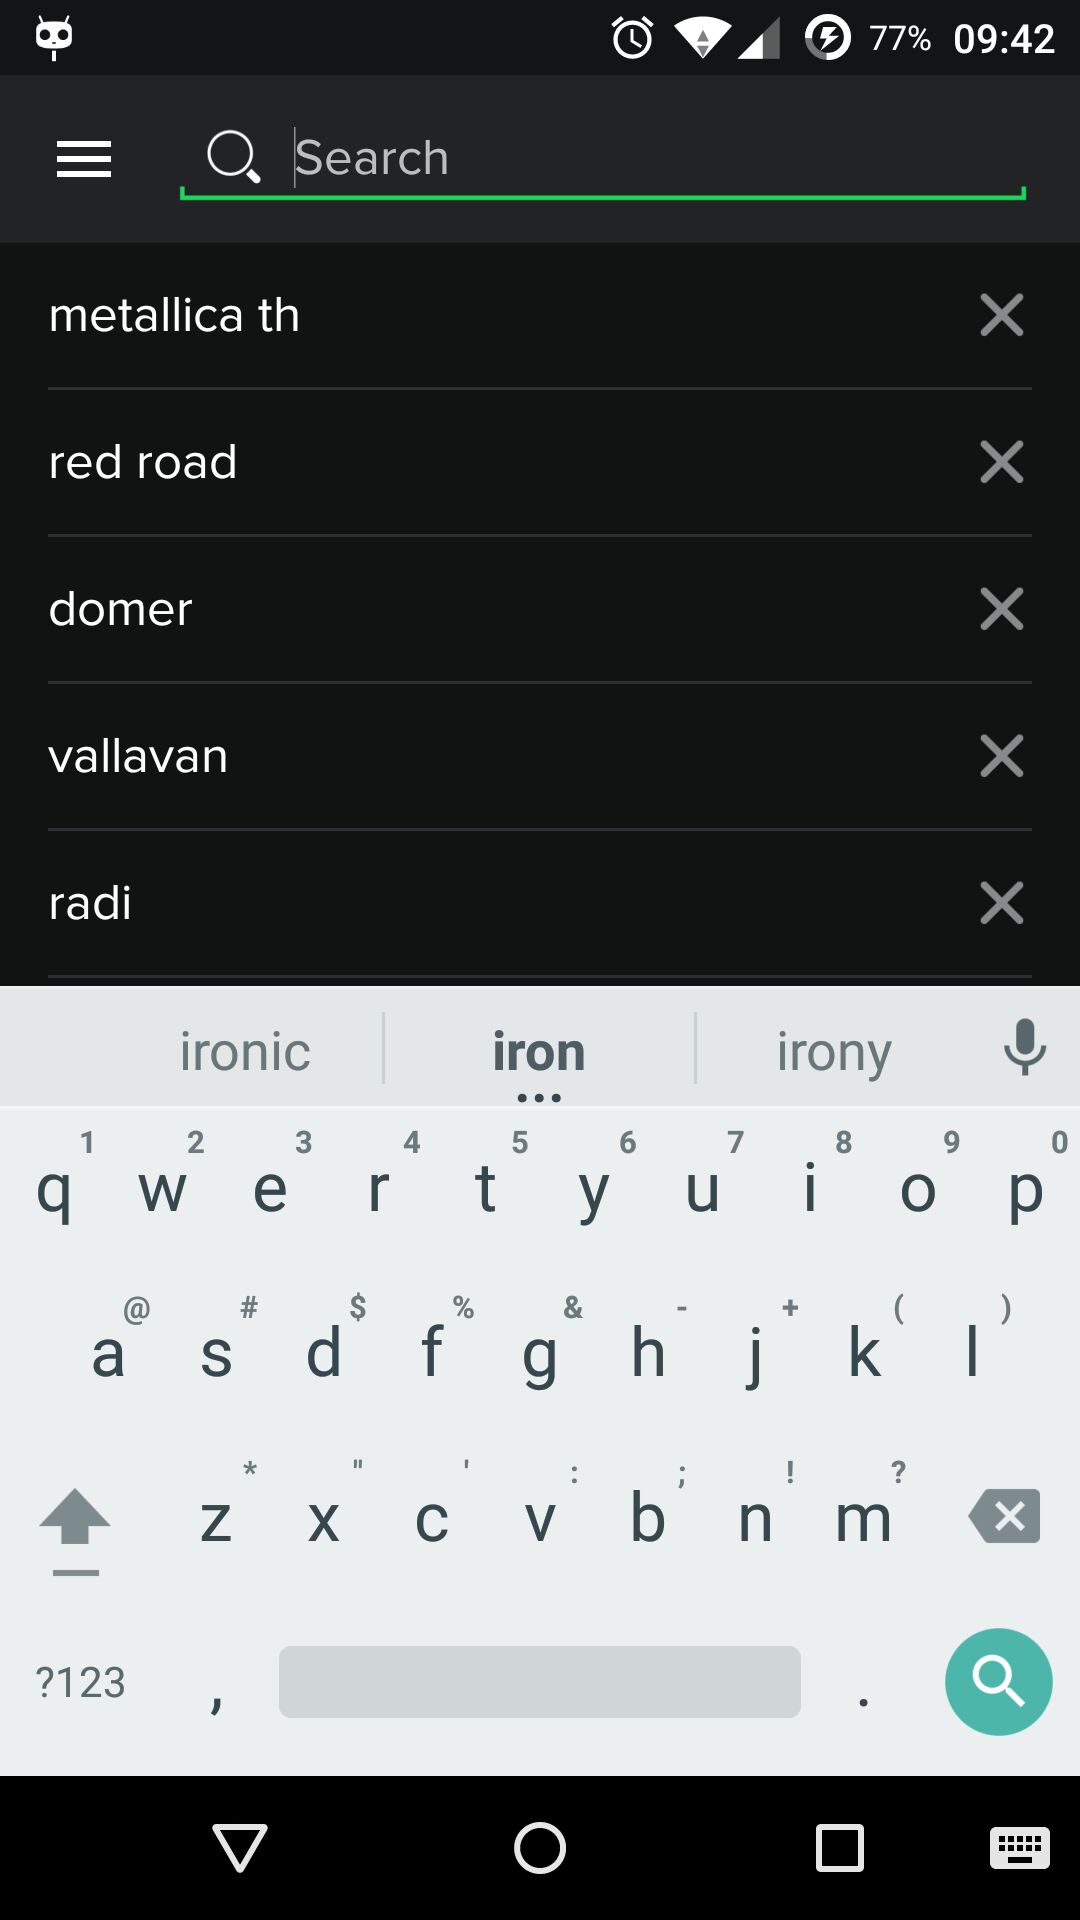 77% 09:42
Search
metallica th
red road
domer
vallavan
radi
ironic iron irony
1 2 3 4 5 6 7 8 9 0
q w e r t y u i o p
@ # $ % & - + ( )
a s d f g h j k l
* " ' : ; ! ?
z x c v b n m
?123 , .